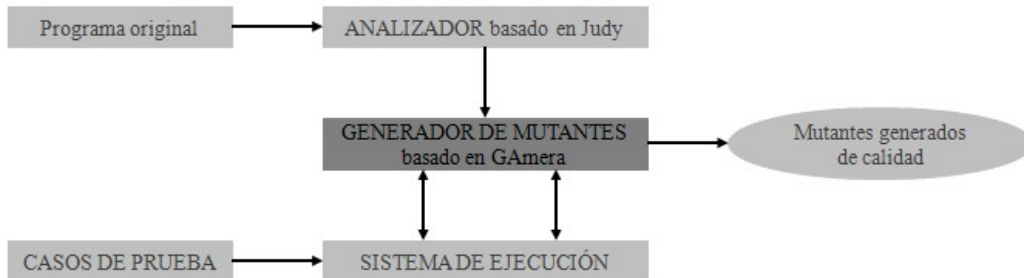 Programa original
ANALIZADOR basado en Judy
GENERADOR DE MUTANTES
basado en GAmera
Mutantes generados
de calidad
CASOS DE PRUEBA
SISTEMA DE EJECUCIÓN